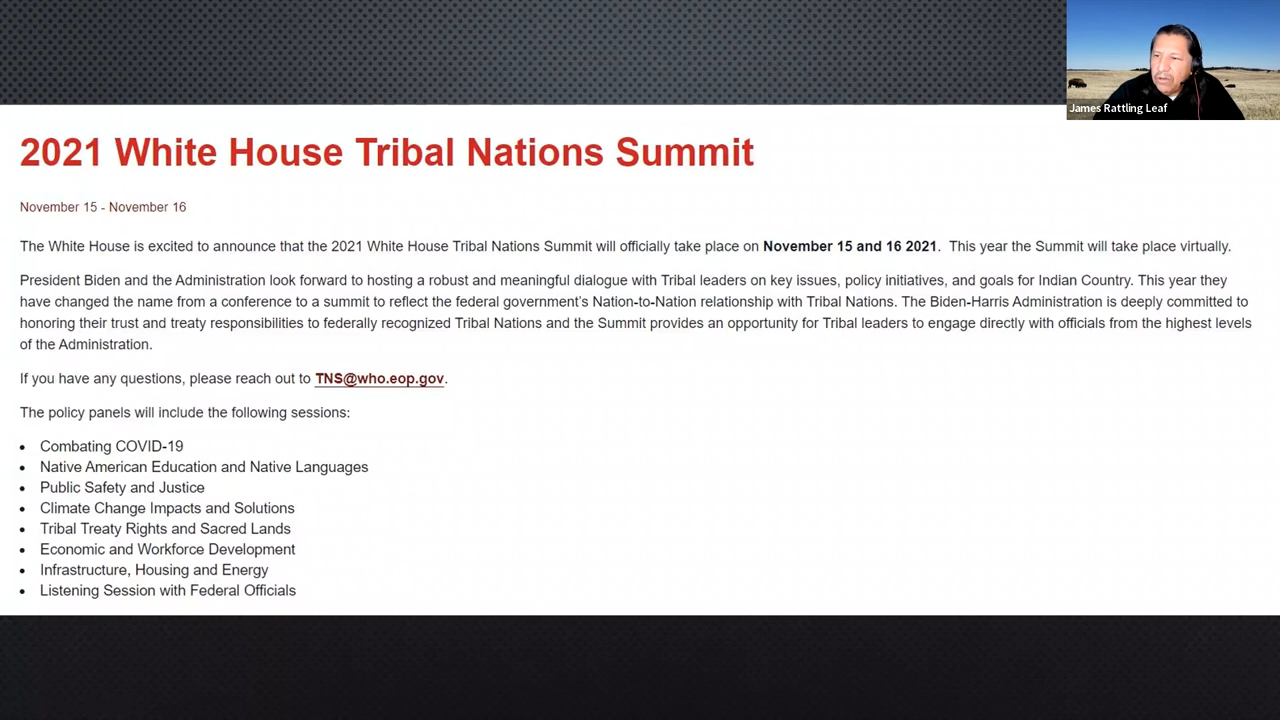 James Rattling Leaf
2021 White House Tribal Nations Summit
November 15 - November 16
The White House is excited to announce that the 2021 White House Tribal Nations Summit will officially take place on November 15 and 16 2021.  This year the Summit will take place virtually.
President Biden and the Administration look forward to hosting a robust and meaningful dialogue with Tribal leaders on key issues, policy initiatives, and goals for Indian Country. This year they
have changed the name from a conference to a summit to reflect the federal government's Nation-to-Nation relationship with Tribal Nations. The Biden-Harris Administration is deeply committed to
honoring their trust and treaty responsibilities to federally recognized Tribal Nations and the Summit provides an opportunity for Tribal leaders to engage directly with officials from the highest levels
of the Administration.
If you have any questions, please reach out to TNS@who.eop.gov.
The policy panels will include the following sessions:
• Combating COVID-19
• Native American Education and Native Languages
• Public Safety and Justice
• Climate Change Impacts and Solutions
• Tribal Treaty Rights and Sacred Lands
• Economic and Workforce Development
• Infrastructure, Housing and Energy
• Listening Session with Federal Officials